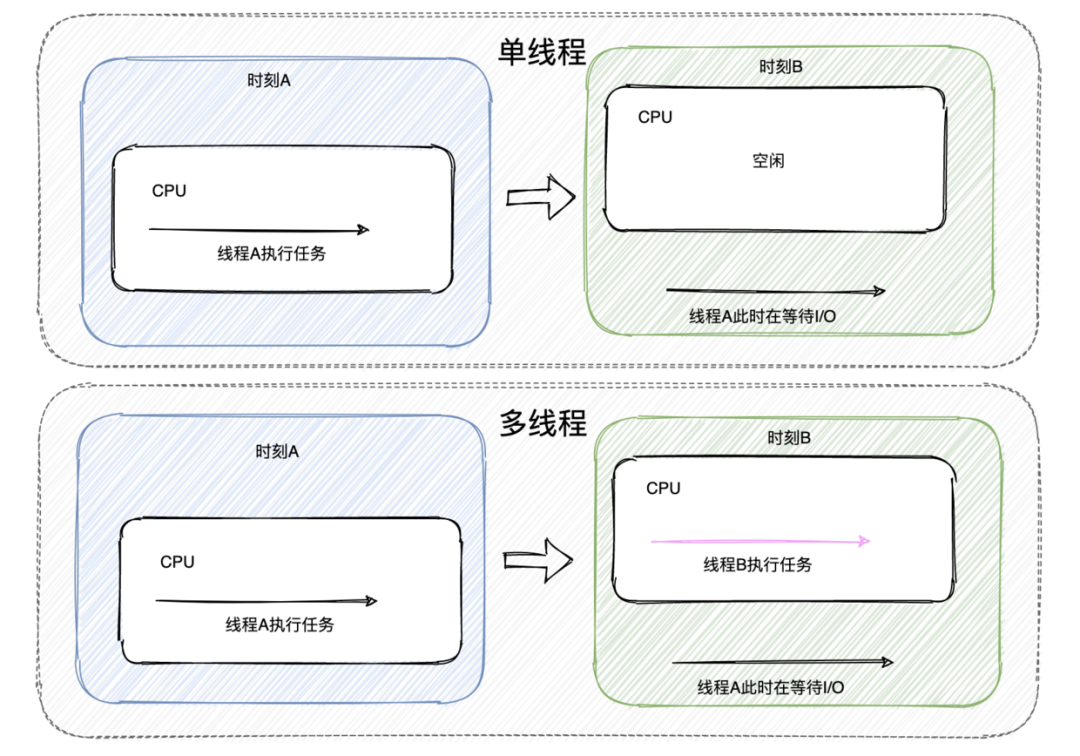 单线程
时刻A
CPU
线程A执行任务
时刻B
CPU
空闲
线程A此时在等待I/O
多线程
时刻A
CPU
线程A执行任务
时刻B
CPU
线程B执行任务
线程A此时在等待I/O